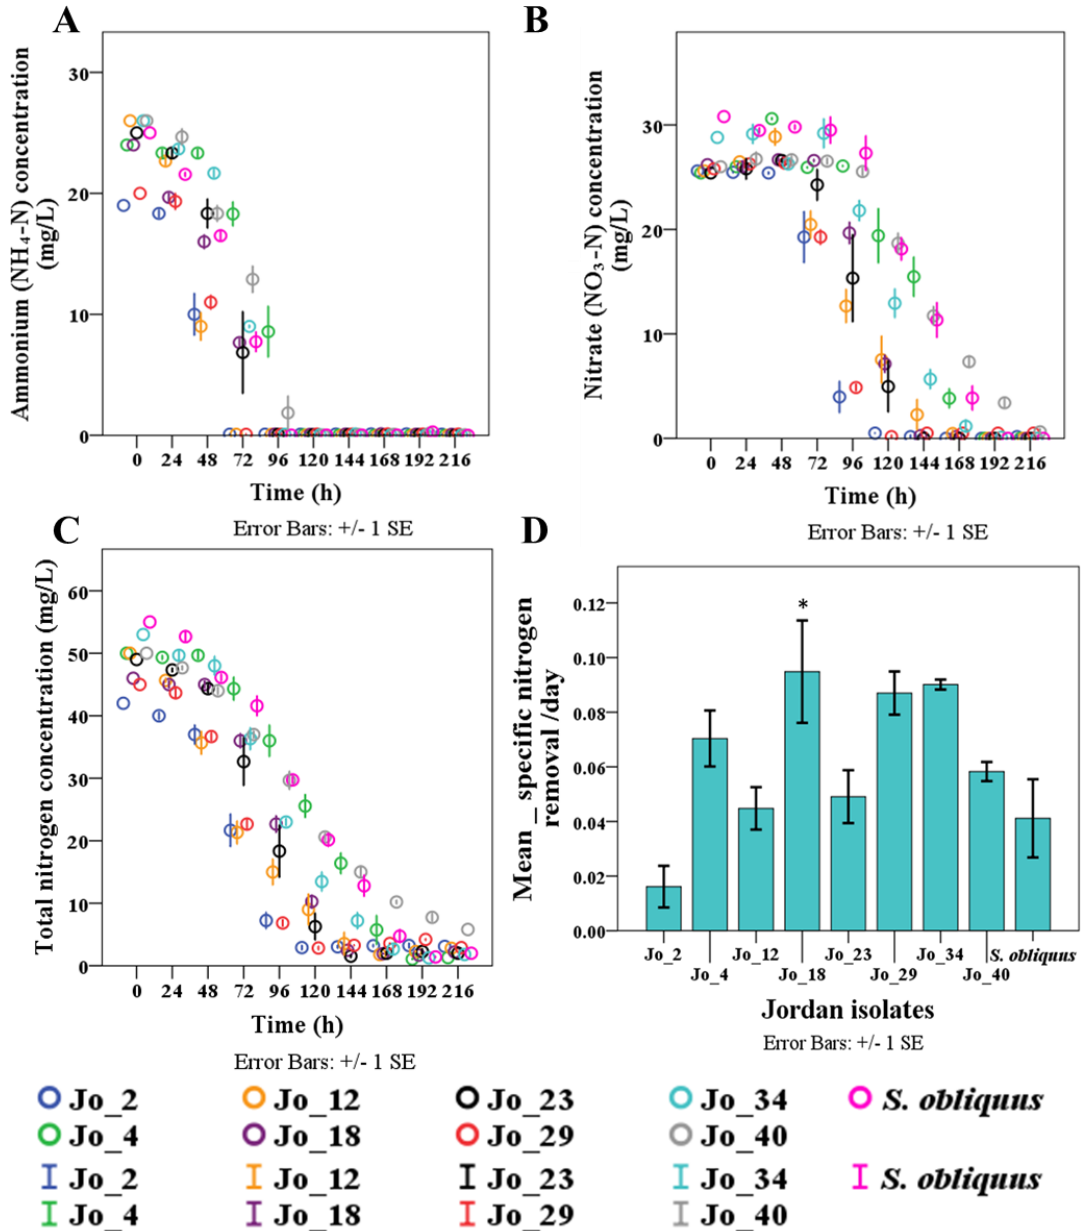 A
Ammonium (NH₄-N) concentration
(mg/L)
30
20
10
0
0 24 48 72 96 120 144 168 192 216
Time (h)
Error Bars: +/- 1 SE
B
Nitrate (NO₃-N) concentration
(mg/L)
30
20
10
0
0 24 48 72 96 120 144 168 192 216
Time (h)
Error Bars: +/- 1 SE
C
Total nitrogen concentration (mg/L)
60
50
40
30
20
10
0
0 24 48 72 96 120 144 168 192 216
Time (h)
Error Bars: +/- 1 SE
D
Mean _ specific nitrogen
removal /day
0.12
0.10
0.08
0.06
0.04
0.02
0.00
*
Jo_2 Jo_12 Jo_23 Jo_34 S. obliquus
Jo_4 Jo_18 Jo_29 Jo_40
Jordan isolates
Error Bars: +/- 1 SE
Jo_2 Jo_12 Jo_23 Jo_34 S. obliquus
Jo_4 Jo_18 Jo_29 Jo_40
Jo_2 Jo_12 Jo_23 Jo_34 S. obliquus
Jo_4 Jo_18 Jo_29 Jo_40